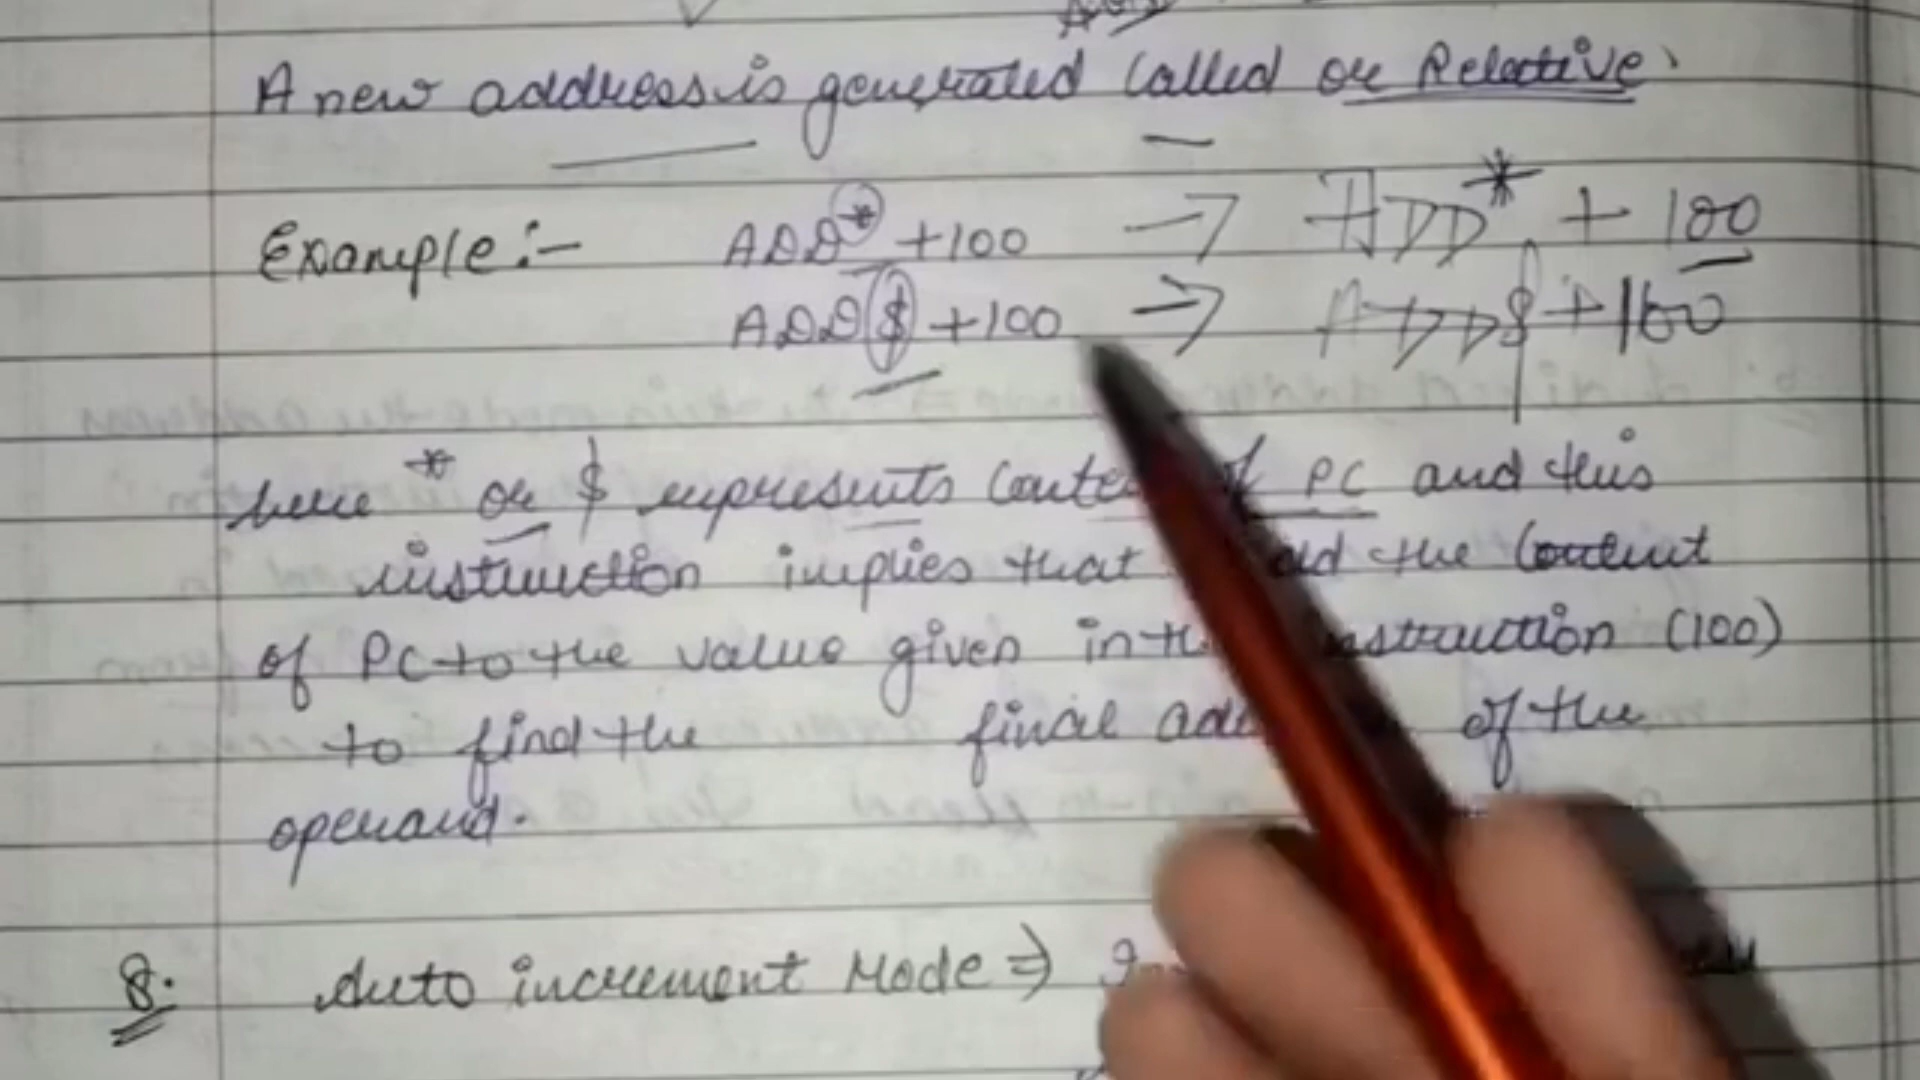 A new address is generated called or Relative.
Example:- ADD* +100 → ADD* + 100
ADD$ +100 → ADD$ +100
here * or $ represents of PC and this
instruction implies that the content
of PC to the value given in instruction (100)
to find the final of the
operand.
8. Auto increment Mode ⇒